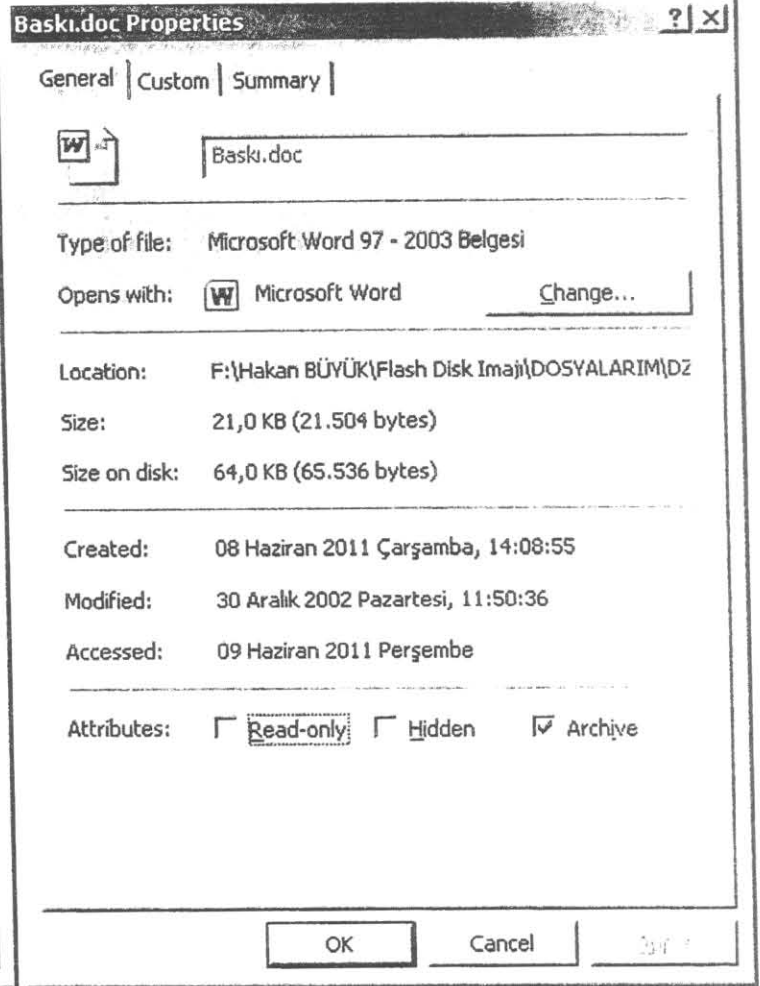 Baskı.doc Properties
General Custom Summary
Baskı.doc
Type of file: Microsoft Word 97 - 2003 Belgesi
Opens with: Microsoft Word Change...
Location: F:\Hakan BÜYÜK\Flash Disk Imajı\DOSYALARIM\DZ
Size: 21,0 KB (21.504 bytes)
Size on disk: 64,0 KB (65.536 bytes)
Created: 08 Haziran 2011 Çarşamba, 14:08:55
Modified: 30 Aralık 2002 Pazartesi, 11:50:36
Accessed: 09 Haziran 2011 Perşembe
Attributes: Read-only Hidden Archive
OK Cancel